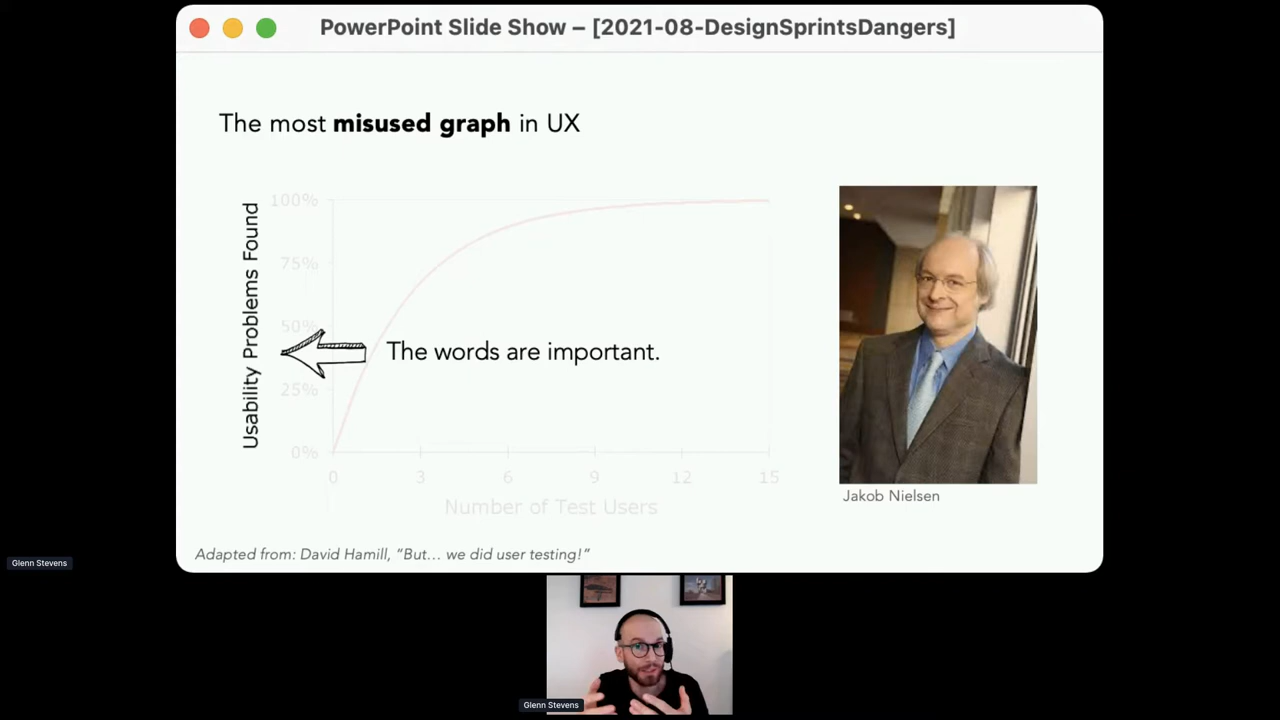 PowerPoint Slide Show – [2021-08-DesignSprintsDangers]
The most misused graph in UX
Usability Problems Found
100%
75%
50%
25%
0%
The words are important.
0 3 6 9 12 15
Number of Test Users
Jakob Nielsen
Adapted from: David Hamill, “But... we did user testing!”
Glenn Stevens
Glenn Stevens